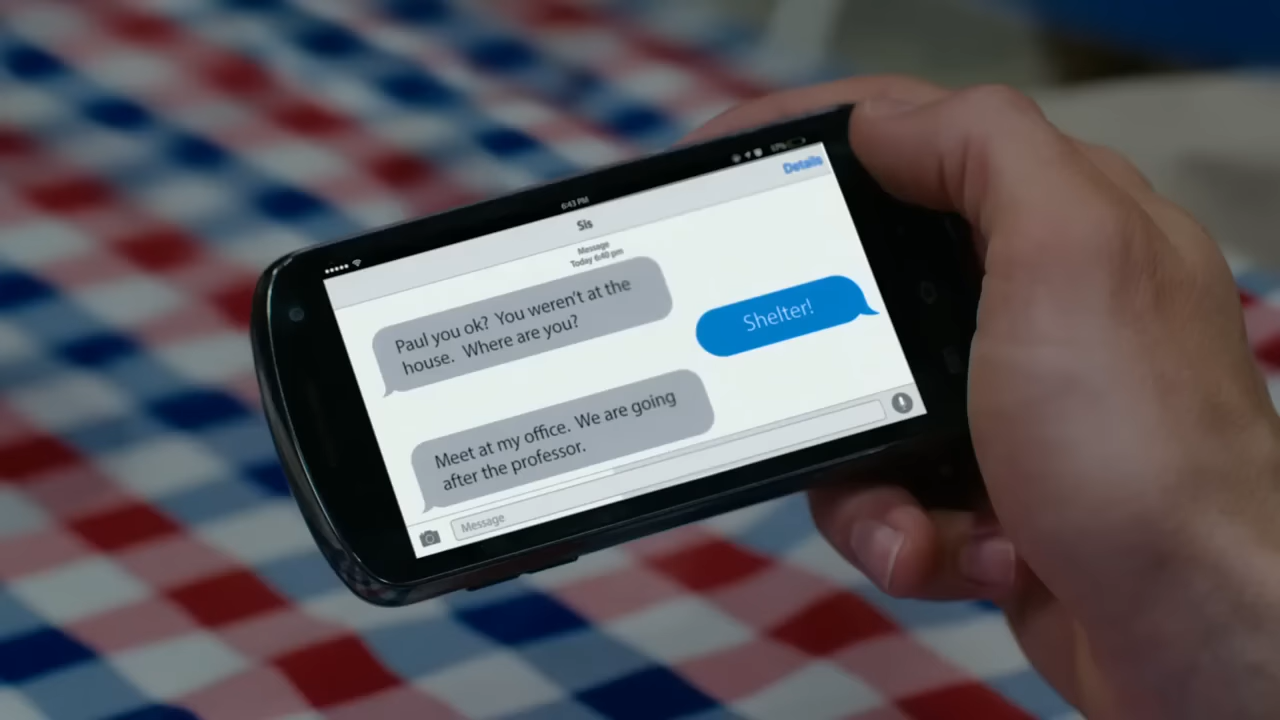 6:43 PM
Sis
Details
Message
Today 6:40 pm
Paul you ok? You weren't at the
house. Where are you?
Shelter!
Meet at my office. We are going
after the professor.
Message